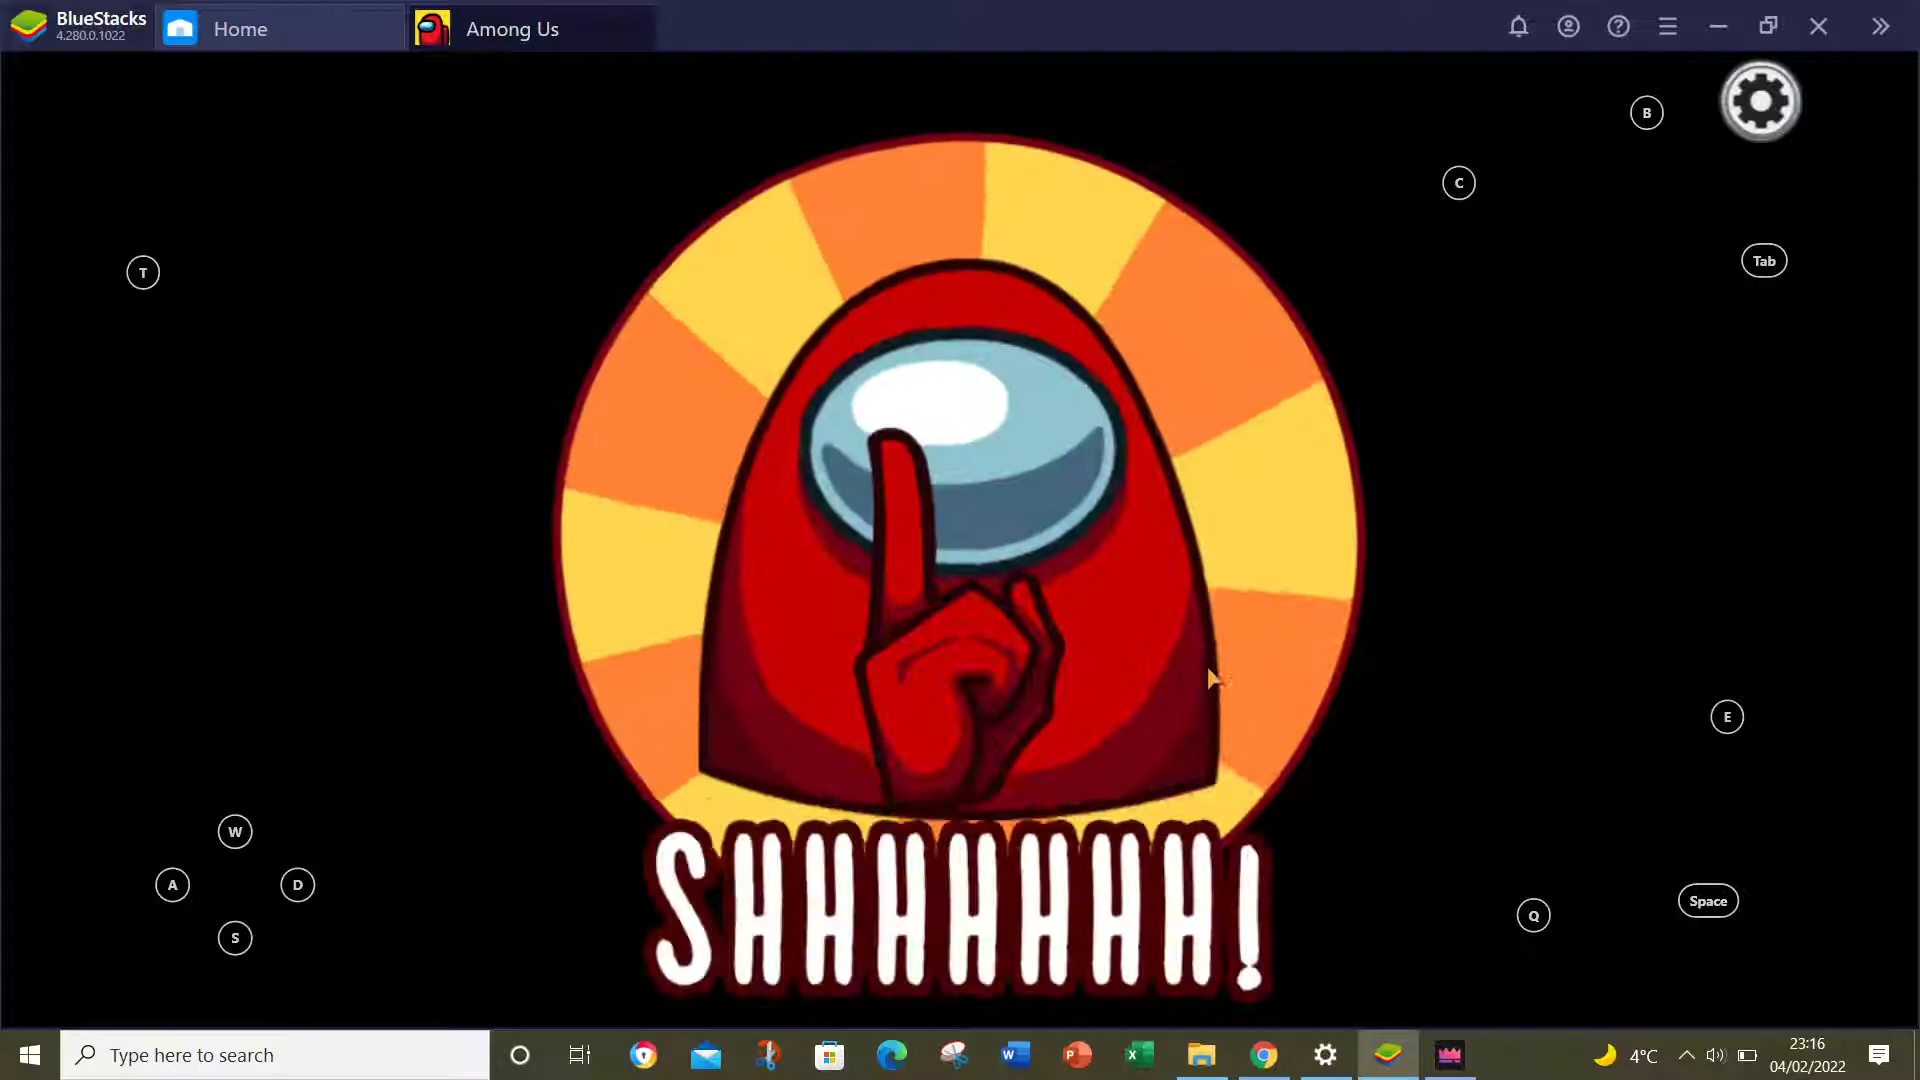 BlueStacks
4.280.0.1022
Home
Among Us
B
C
T
Tab
E
W
A
D
S
Q
Space
SHHHHHHH!
Type here to search
4°C
23:16
04/02/2022